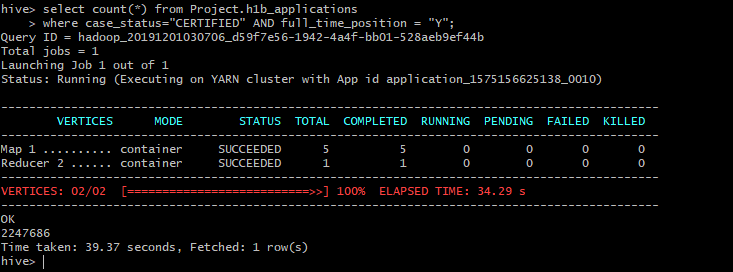 hive> select count(*) from Project.h1b_applications
    > where case_status="CERTIFIED" AND full_time_position = "Y";
Query ID = hadoop_20191201030706_d59f7e56-1942-4a4f-bb01-528aeb9ef44b
Total jobs = 1
Launching Job 1 out of 1
Status: Running (Executing on YARN cluster with App id application_1575156625138_0010)
----------------------------------------------------------------------------------------------
        VERTICES      MODE        STATUS  TOTAL  COMPLETED  RUNNING  PENDING  FAILED  KILLED
----------------------------------------------------------------------------------------------
Map 1 .......... container     SUCCEEDED      5          5        0        0       0       0
Reducer 2 ...... container     SUCCEEDED      1          1        0        0       0       0
----------------------------------------------------------------------------------------------
VERTICES: 02/02  [==========================>>] 100%  ELAPSED TIME: 34.29 s
----------------------------------------------------------------------------------------------
OK
2247686
Time taken: 39.37 seconds, Fetched: 1 row(s)
hive>